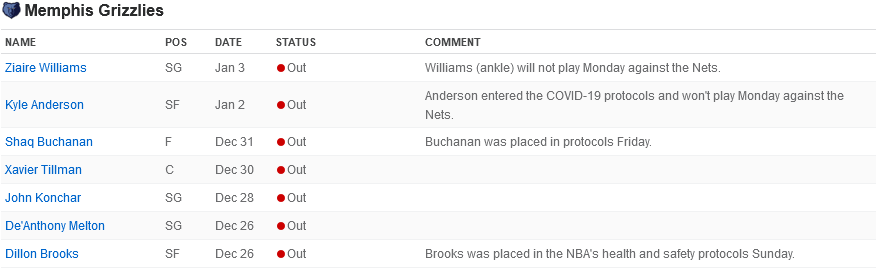 Memphis Grizzlies
NAME POS DATE STATUS COMMENT
Ziaire Williams SG Jan 3 Out Williams (ankle) will not play Monday against the Nets.
Kyle Anderson SF Jan 2 Out Anderson entered the COVID-19 protocols and won't play Monday against the
Nets.
Shaq Buchanan F Dec 31 Out Buchanan was placed in protocols Friday.
Xavier Tillman C Dec 30 Out
John Konchar SG Dec 28 Out
De'Anthony Melton SG Dec 26 Out
Dillon Brooks SF Dec 26 Out Brooks was placed in the NBA's health and safety protocols Sunday.